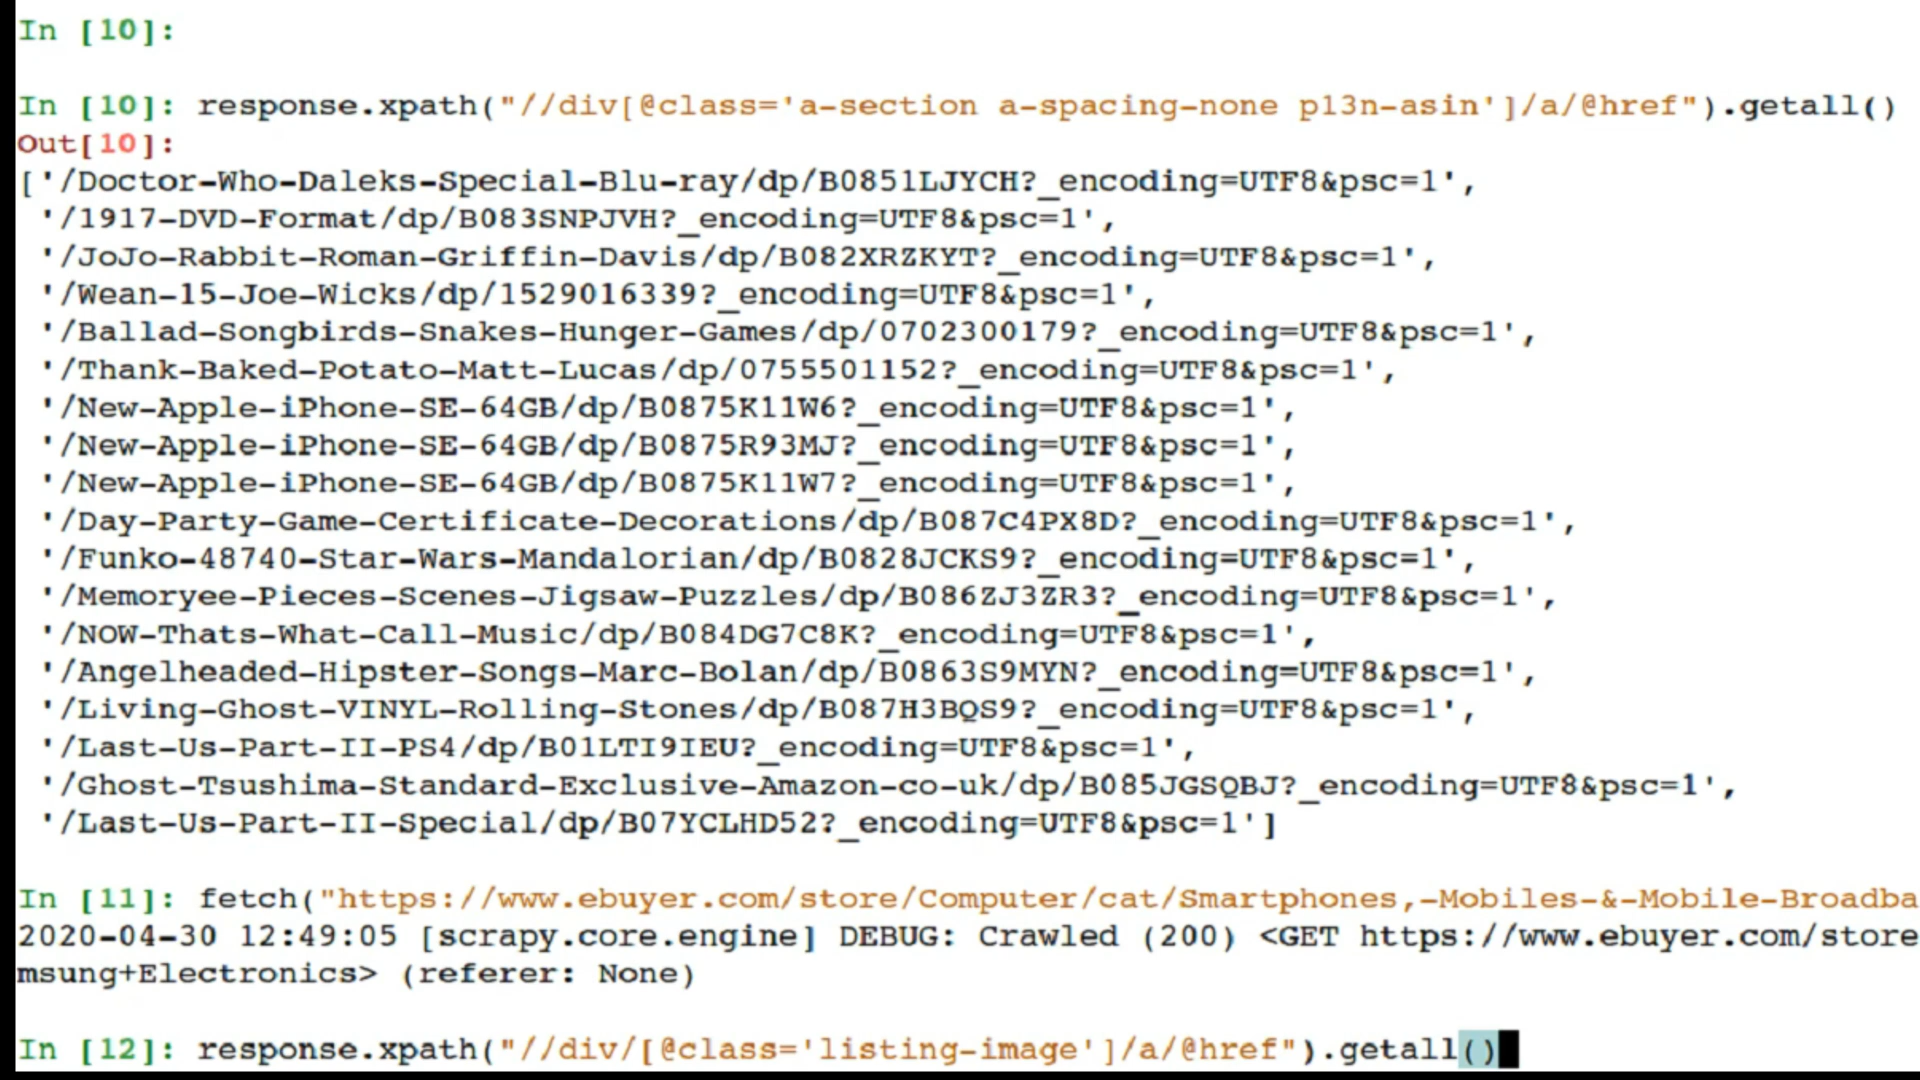 In [10]:
In [10]: response.xpath("//div[@class='a-section a-spacing-none p13n-asin']/a/@href").getall()
Out[10]:
['/Doctor-Who-Daleks-Special-Blu-ray/dp/B0851LJYCH?_encoding=UTF8&psc=1',
'/1917-DVD-Format/dp/B083SNPJVH?_encoding=UTF8&psc=1',
'/JoJo-Rabbit-Roman-Griffin-Davis/dp/B082XRZKYT?_encoding=UTF8&psc=1',
'/Wean-15-Joe-Wicks/dp/1529016339?_encoding=UTF8&psc=1',
'/Ballad-Songbirds-Snakes-Hunger-Games/dp/0702300179?_encoding=UTF8&psc=1',
'/Thank-Baked-Potato-Matt-Lucas/dp/0755501152?_encoding=UTF8&psc=1',
'/New-Apple-iPhone-SE-64GB/dp/B0875K11W6?_encoding=UTF8&psc=1',
'/New-Apple-iPhone-SE-64GB/dp/B0875R93MJ?_encoding=UTF8&psc=1',
'/New-Apple-iPhone-SE-64GB/dp/B0875K11W7?_encoding=UTF8&psc=1',
'/Day-Party-Game-Certificate-Decorations/dp/B087C4PX8D?_encoding=UTF8&psc=1',
'/Funko-48740-Star-Wars-Mandalorian/dp/B0828JCKS9?_encoding=UTF8&psc=1',
'/Memoryee-Pieces-Scenes-Jigsaw-Puzzles/dp/B086ZJ3ZR3?_encoding=UTF8&psc=1',
'/NOW-Thats-What-Call-Music/dp/B084DG7C8K?_encoding=UTF8&psc=1',
'/Angelheaded-Hipster-Songs-Marc-Bolan/dp/B0863S9MYN?_encoding=UTF8&psc=1',
'/Living-Ghost-VINYL-Rolling-Stones/dp/B087H3BQS9?_encoding=UTF8&psc=1',
'/Last-Us-Part-II-PS4/dp/B01LTI9IEU?_encoding=UTF8&psc=1',
'/Ghost-Tsushima-Standard-Exclusive-Amazon-co-uk/dp/B085JGSQBJ?_encoding=UTF8&psc=1',
'/Last-Us-Part-II-Special/dp/B07YCLHD52?_encoding=UTF8&psc=1']
In [11]: fetch("https://www.ebuyer.com/store/Computer/cat/Smartphones,-Mobiles-&-Mobile-Broadba
2020-04-30 12:49:05 [scrapy.core.engine] DEBUG: Crawled (200) <GET https://www.ebuyer.com/store
msung+Electronics> (referer: None)
In [12]: response.xpath("//div/[@class='listing-image']/a/@href").getall()